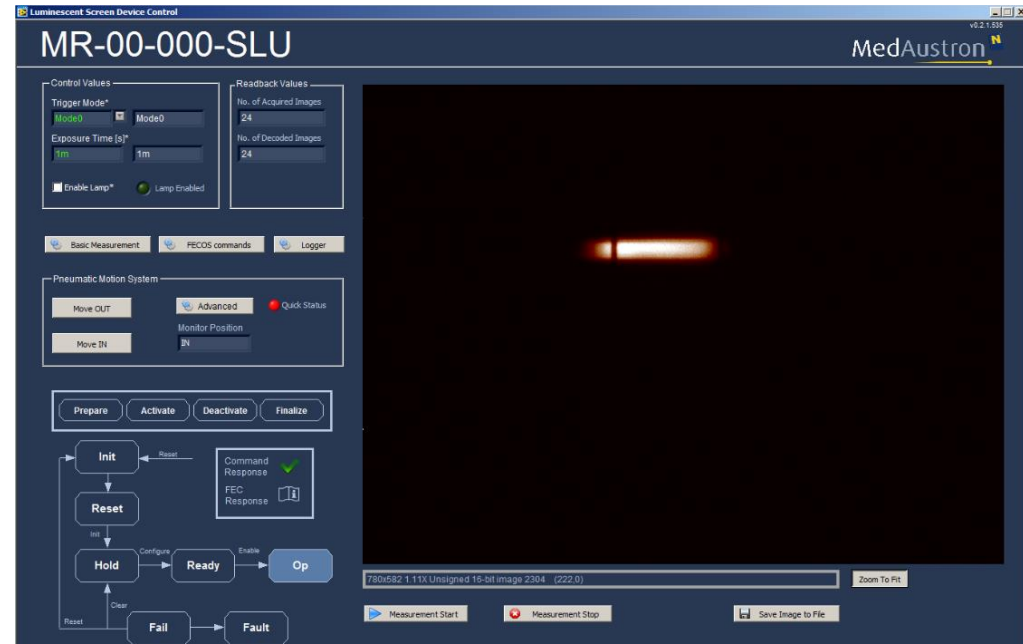 Luminescent Screen Device Control
v0.2.1.535
MR-00-000-SLU
MedAustron N
Control Values
Trigger Mode*
Mode0 Mode0
Exposure Time [s]*
1m 1m
Enable Lamp* Lamp Enabled
Readback Values
No. of Acquired Images
24
No. of Decoded Images
24
Basic Measurement FECOS commands Logger
Pneumatic Motion System
Move OUT Advanced Quick Status
Monitor Position
Move IN IN
Prepare Activate Deactivate Finalize
Init Reset
Command
Response
FEC
Response
Reset
Init
Hold Configure Ready Enable Op
Clear
Reset Fail Fault
780x582 1.11X Unsigned 16-bit image 2304 (222,0) Zoom To Fit
Measurement Start Measurement Stop Save Image to File